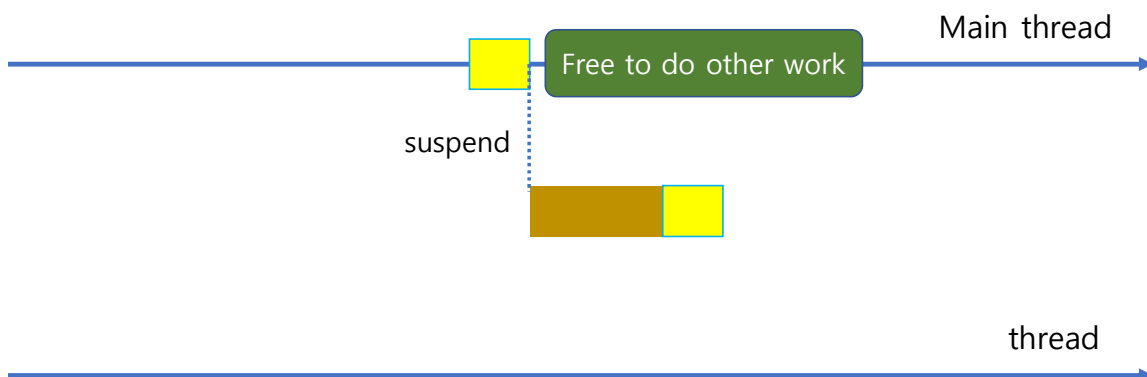 Main thread
Free to do other work
suspend
thread